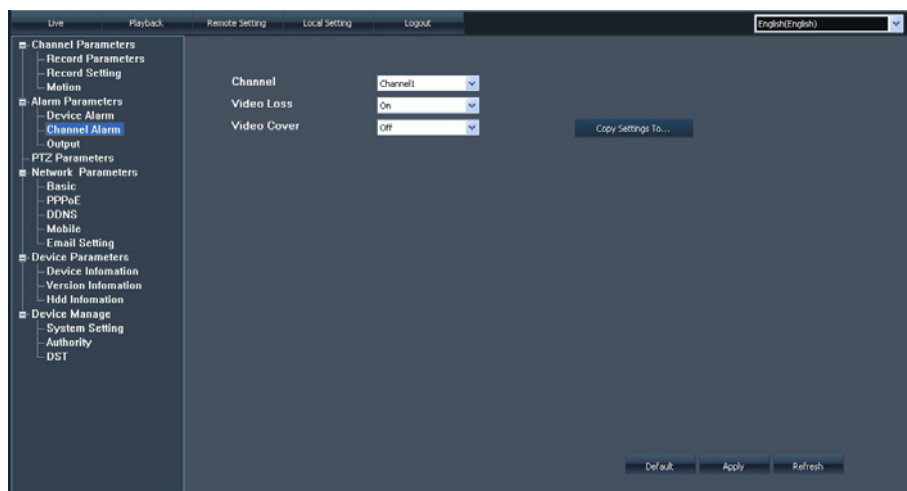 Live Playback Remote Setting Local Setting Logout English(English)
Channel Parameters
Record Parameters
Record Setting
Motion
Alarm Parameters
Device Alarm
Channel Alarm
Output
PTZ Parameters
Network Parameters
Basic
PPPoE
DDNS
Mobile
Email Setting
Device Parameters
Device Infomation
Version Infomation
Hdd Infomation
Device Manage
System Setting
Authority
DST
Channel Channel1
Video Loss On
Video Cover Off Copy Settings To...
Default Apply Refresh